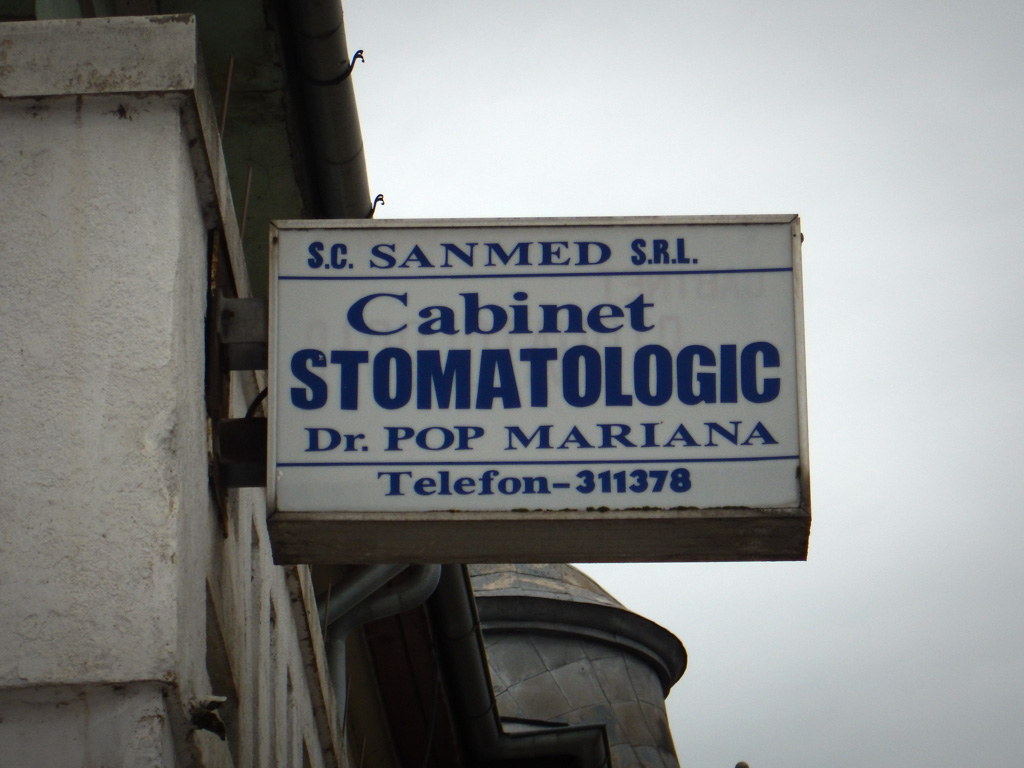 S.C. SANMED S.R.L.
Cabinet
STOMATOLOGIC
Dr. POP MARIANA
Telefon-311378